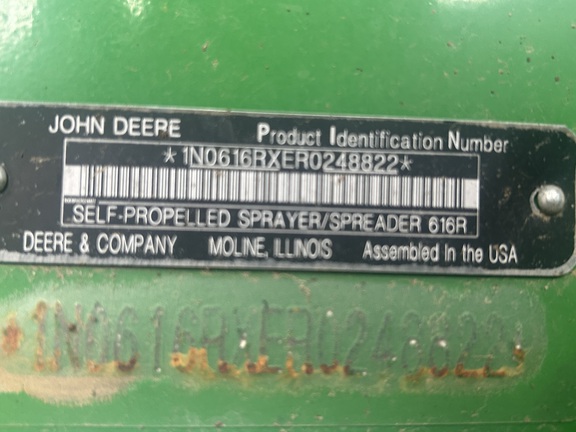 JOHN DEERE Product Identification Number
*1N0616RXER0248822*
SELF-PROPELLED SPRAYER/SPREADER 616R
DEERE & COMPANY MOLINE, ILLINOIS Assembled in the USA
*1N0616RXER0248822*